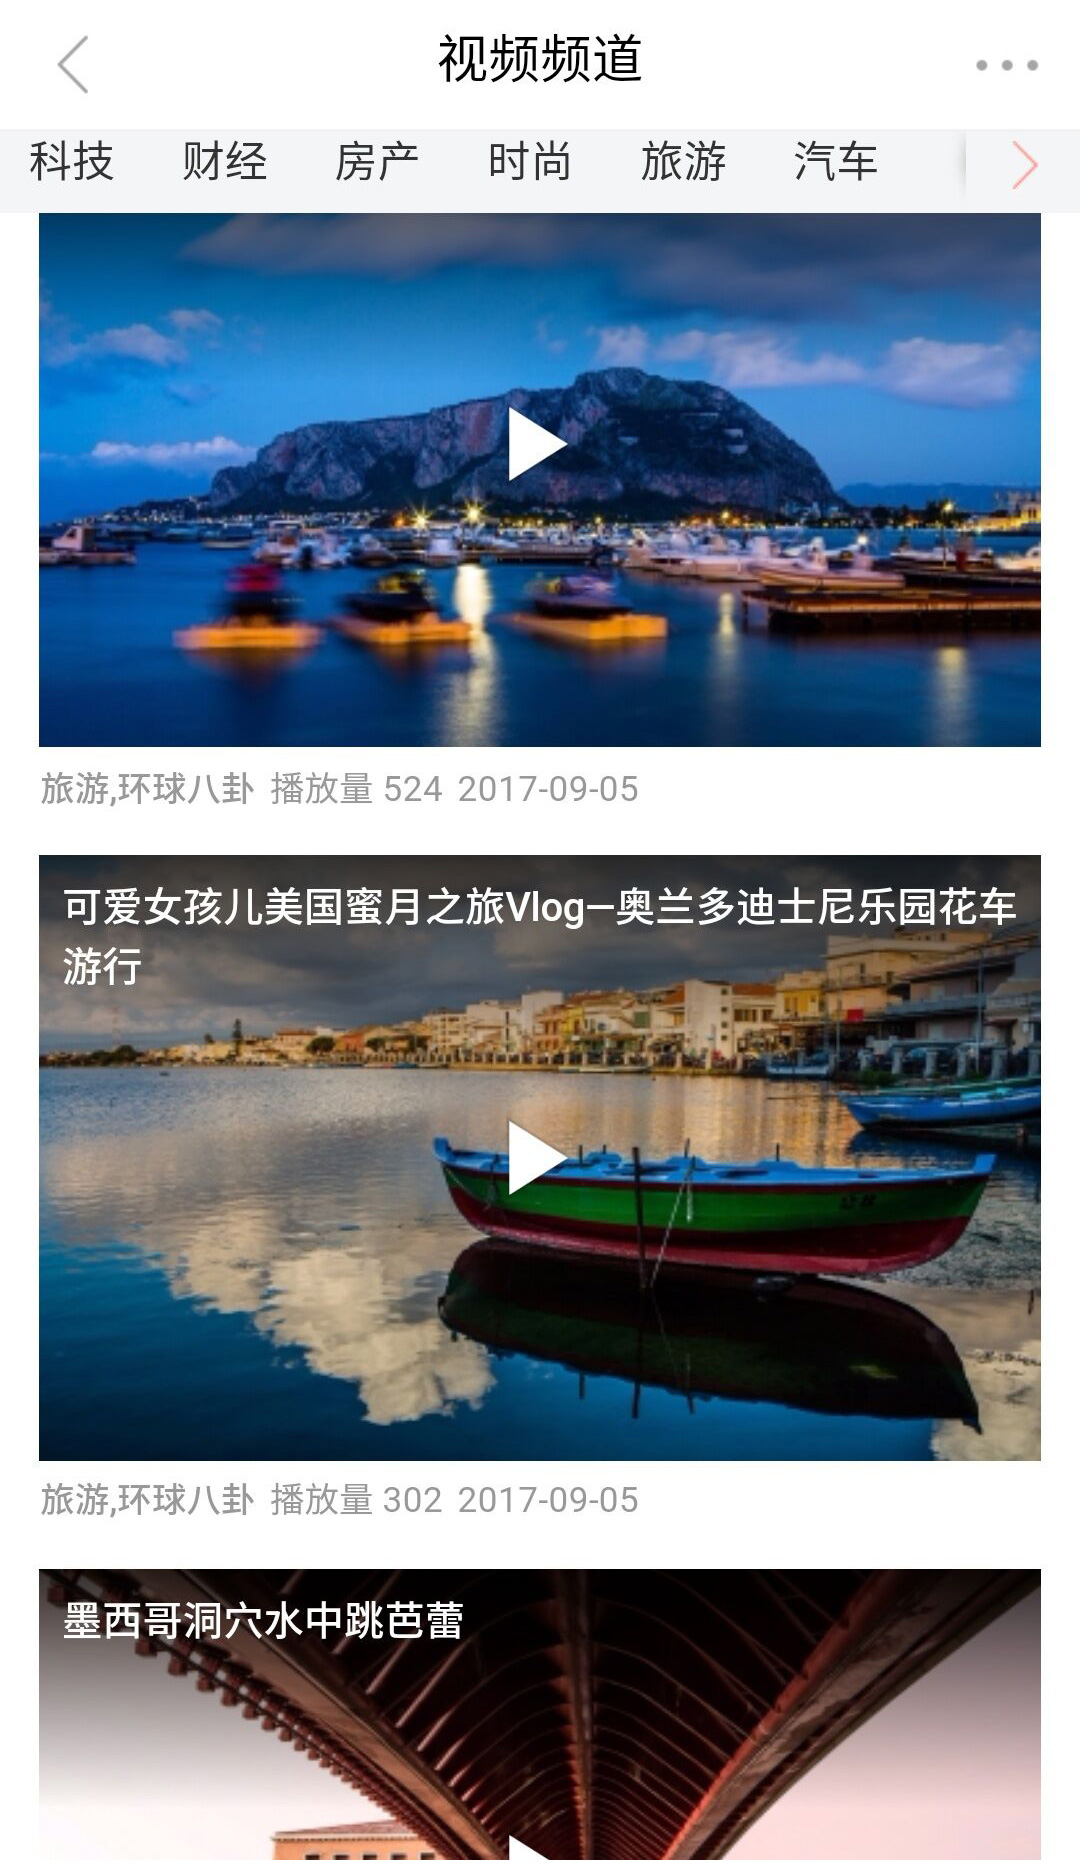 视频频道
科技 财经 房产 时尚 旅游 汽车
旅游,环球八卦 播放量 524 2017-09-05
可爱女孩儿美国蜜月之旅Vlog—奥兰多迪士尼乐园花车
游行
旅游,环球八卦 播放量 302 2017-09-05
墨西哥洞穴水中跳芭蕾